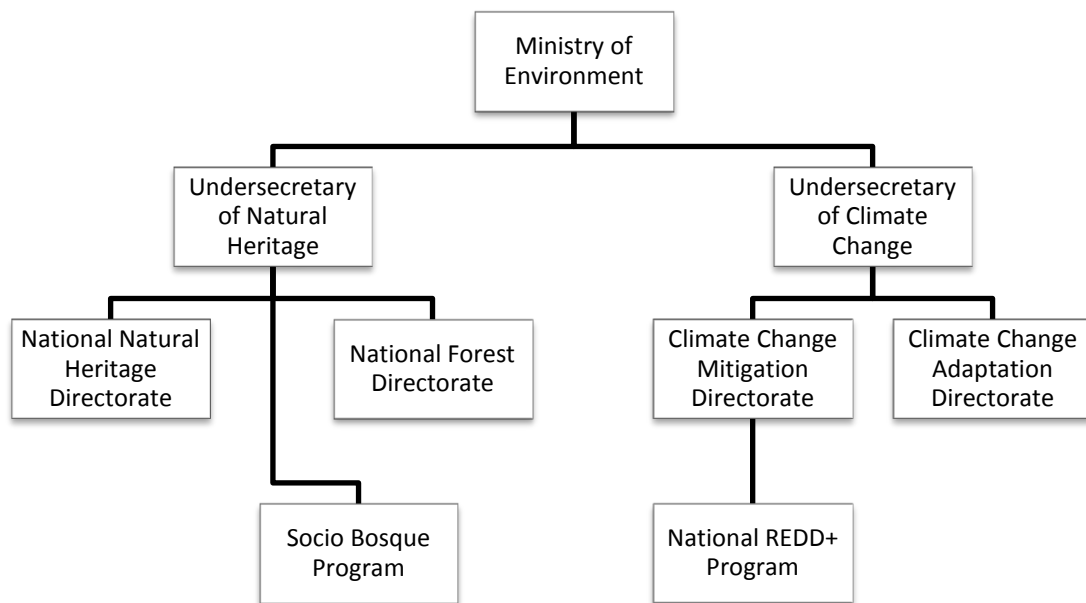 Ministry of
Environment
Undersecretary
of Natural
Heritage
Undersecretary
of Climate
Change
National Natural
Heritage
Directorate
National Forest
Directorate
Climate Change
Mitigation
Directorate
Climate Change
Adaptation
Directorate
Socio Bosque
Program
National REDD+
Program